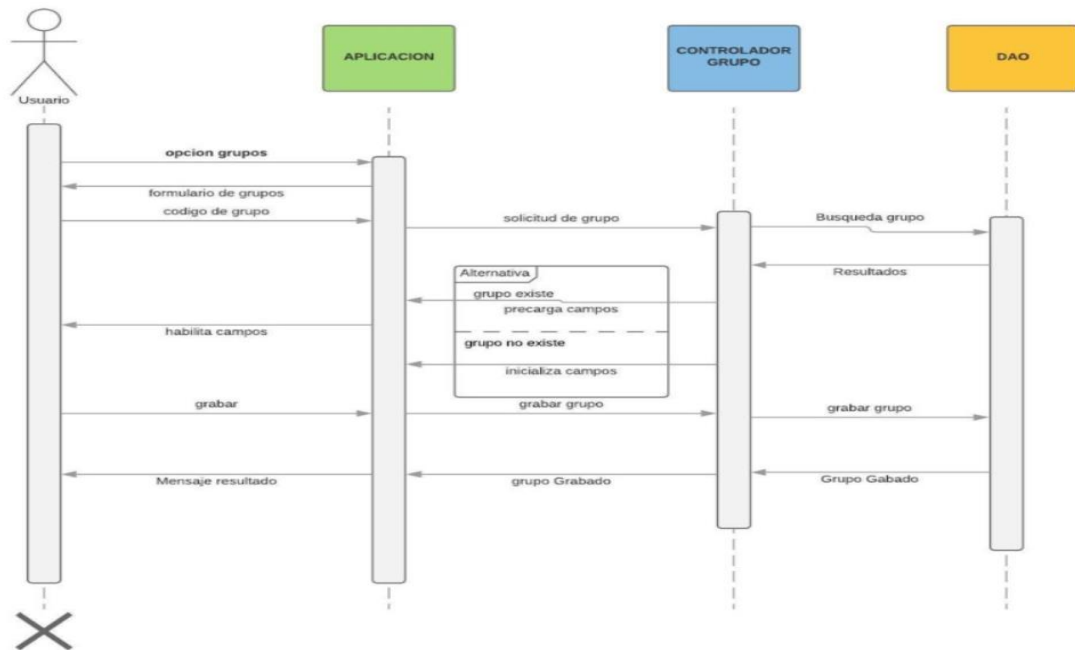 APLICACION
CONTROLADOR
GRUPO
DAO
Usuario
opcion grupos
formulario de grupos
codigo de grupo
solicitud de grupo
Busqueda grupo
Resultados
Alternativa
grupo existe
precarga campos
habilita campos
grupo no existe
inicializa campos
grabar
grabar grupo
grabar grupo
Mensaje resultado
grupo Grabado
Grupo Gabado